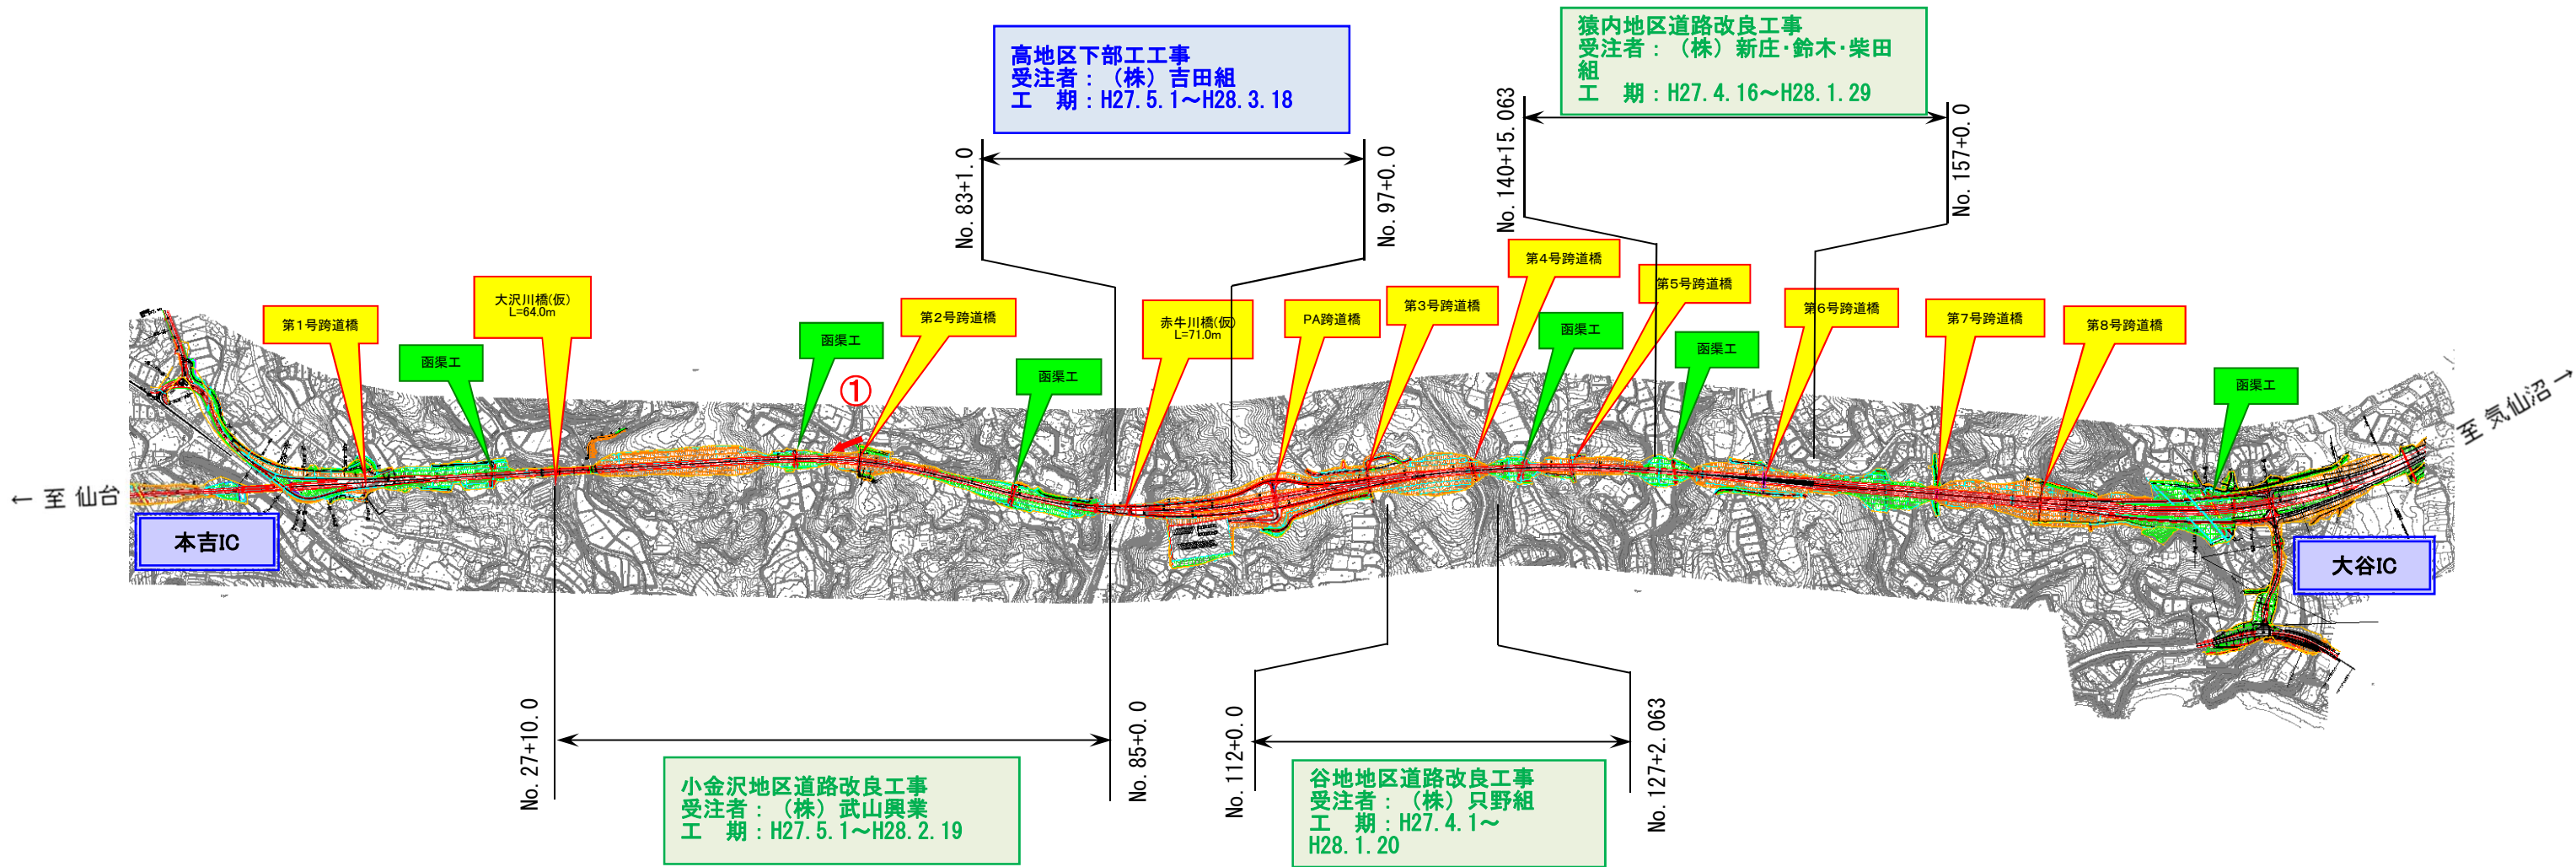 高地区下部工工事
受注者：（株）吉田組
工　期：H27.5.1～H28.3.18
猿内地区道路改良工事
受注者：（株）新庄・鈴木・柴田
組
工　期：H27.4.16～H28.1.29
No.83+1.0
No.97+0.0
No.140+15.063
No.157+0.0
第1号跨道橋
函渠工
大沢川橋(仮)
L=64.0m
函渠工
①
第2号跨道橋
函渠工
赤牛川橋(仮)
L=71.0m
PA跨道橋
第3号跨道橋
第4号跨道橋
函渠工
第5号跨道橋
函渠工
第6号跨道橋
第7号跨道橋
第8号跨道橋
函渠工
← 至 仙台
至 気仙沼 →
本吉IC
大谷IC
No.27+10.0
No.85+0.0
No.112+0.0
No.127+2.063
小金沢地区道路改良工事
受注者：（株）武山興業
工　期：H27.5.1～H28.2.19
谷地地区道路改良工事
受注者：（株）只野組
工　期：H27.4.1～
H28.1.20